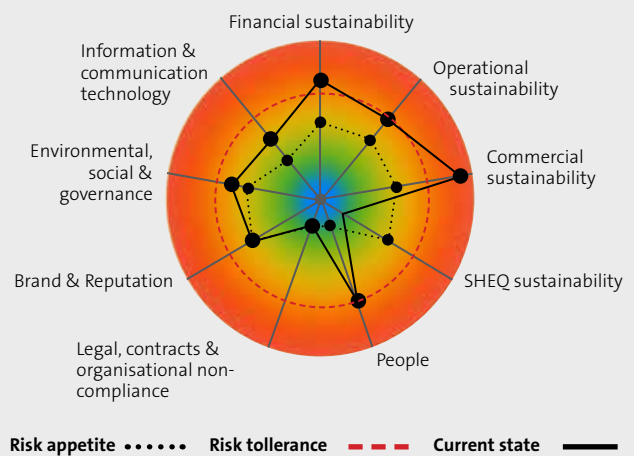 Financial sustainability
Information &
communication
technology
Operational
sustainability
Environmental,
social &
governance
Commercial
sustainability
Brand & Reputation
SHEQ sustainability
Legal, contracts &
organisational non-
compliance
People
Risk appetite
Risk tollerance
Current state